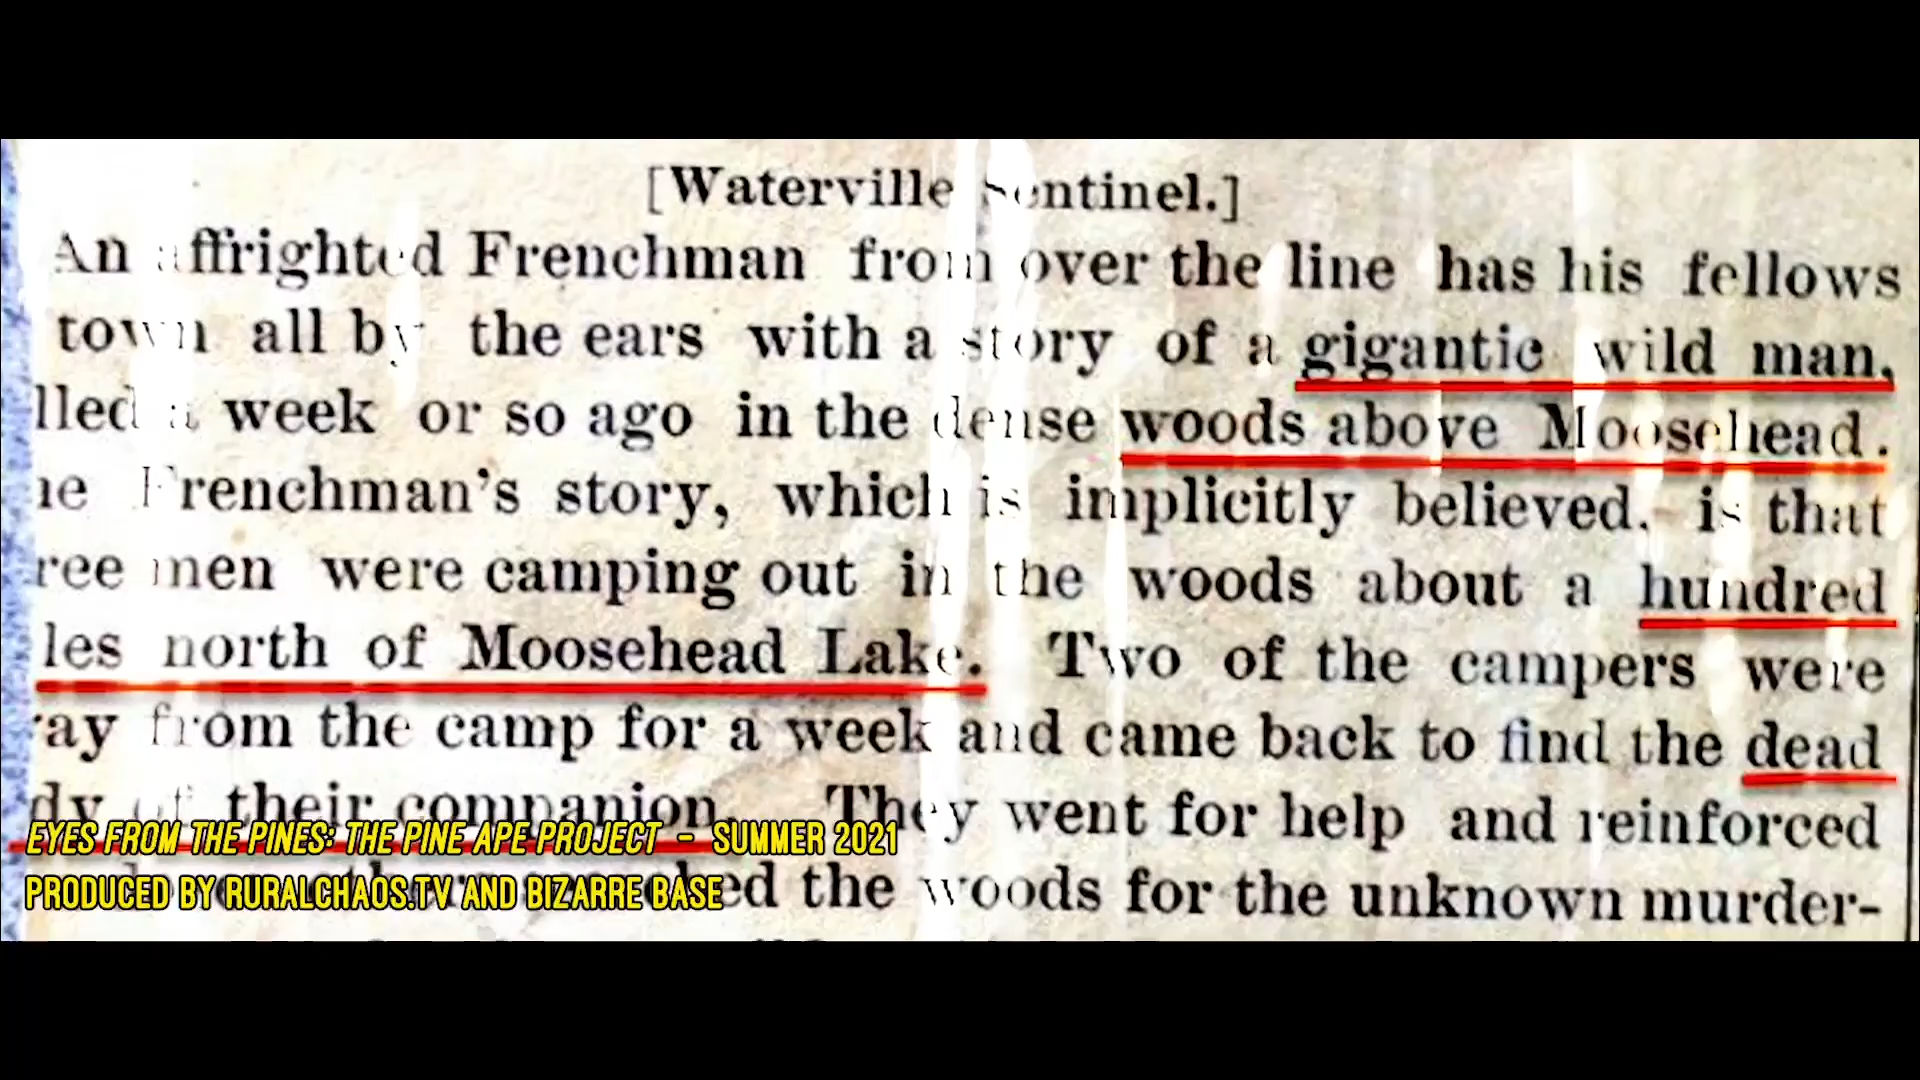 [Waterville Sentinel.]
An affrighted Frenchman from over the line has his fellows
town all by the ears with a story of a gigantic wild man,
lled a week or so ago in the dense woods above Moosehead.
he Frenchman's story, which is implicitly believed, is that
ree men were camping out in the woods about a hundred
les north of Moosehead Lake. Two of the campers were
ay from the camp for a week and came back to find the dead
dy of their companion. They went for help and reinforced
EYES FROM THE PINES: THE PINE APE PROJECT - SUMMER 2021
ed the woods for the unknown murder-
PRODUCED BY RURALCHAOS.TV AND BIZARRE BASE